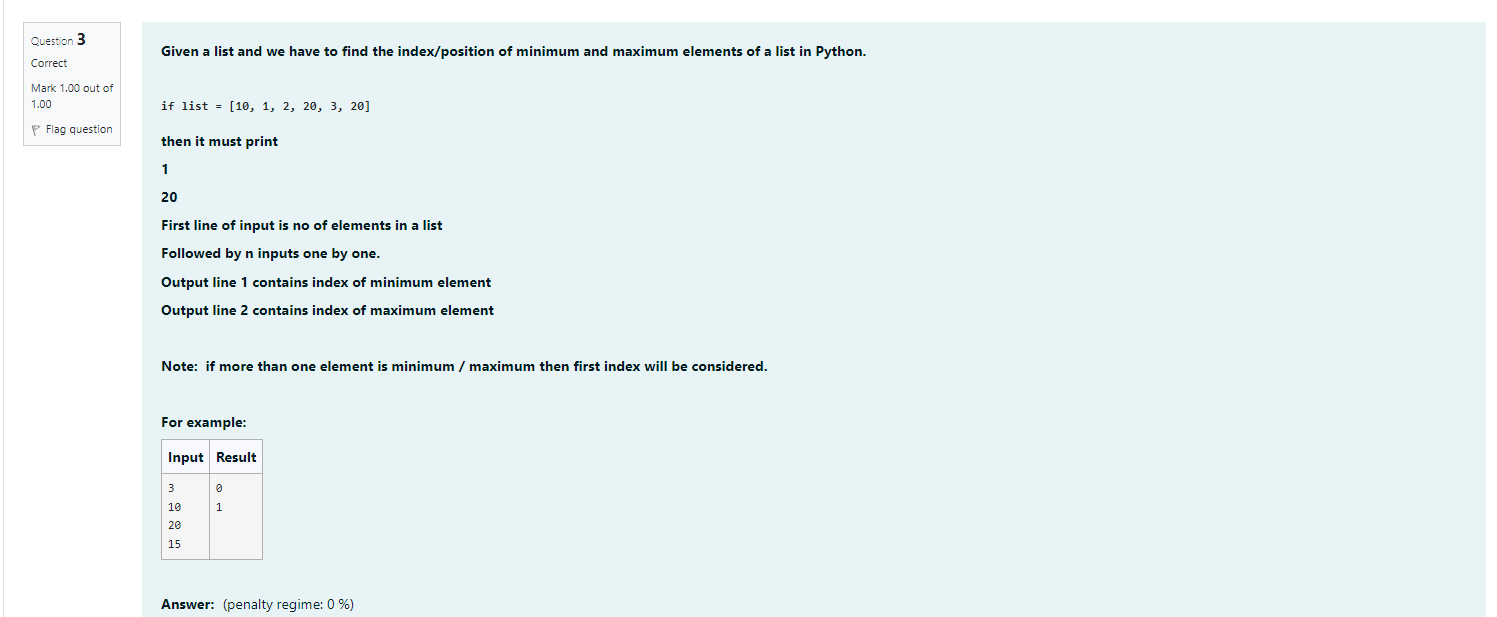 Question 3
Correct
Mark 1.00 out of
1.00
Flag question
Given a list and we have to find the index/position of minimum and maximum elements of a list in Python.
if list = [10, 1, 2, 20, 3, 20]
then it must print
1
20
First line of input is no of elements in a list
Followed by n inputs one by one.
Output line 1 contains index of minimum element
Output line 2 contains index of maximum element
Note:  if more than one element is minimum / maximum then first index will be considered.
For example:
Input Result
3 0
10 1
20
15
Answer:  (penalty regime: 0 %)